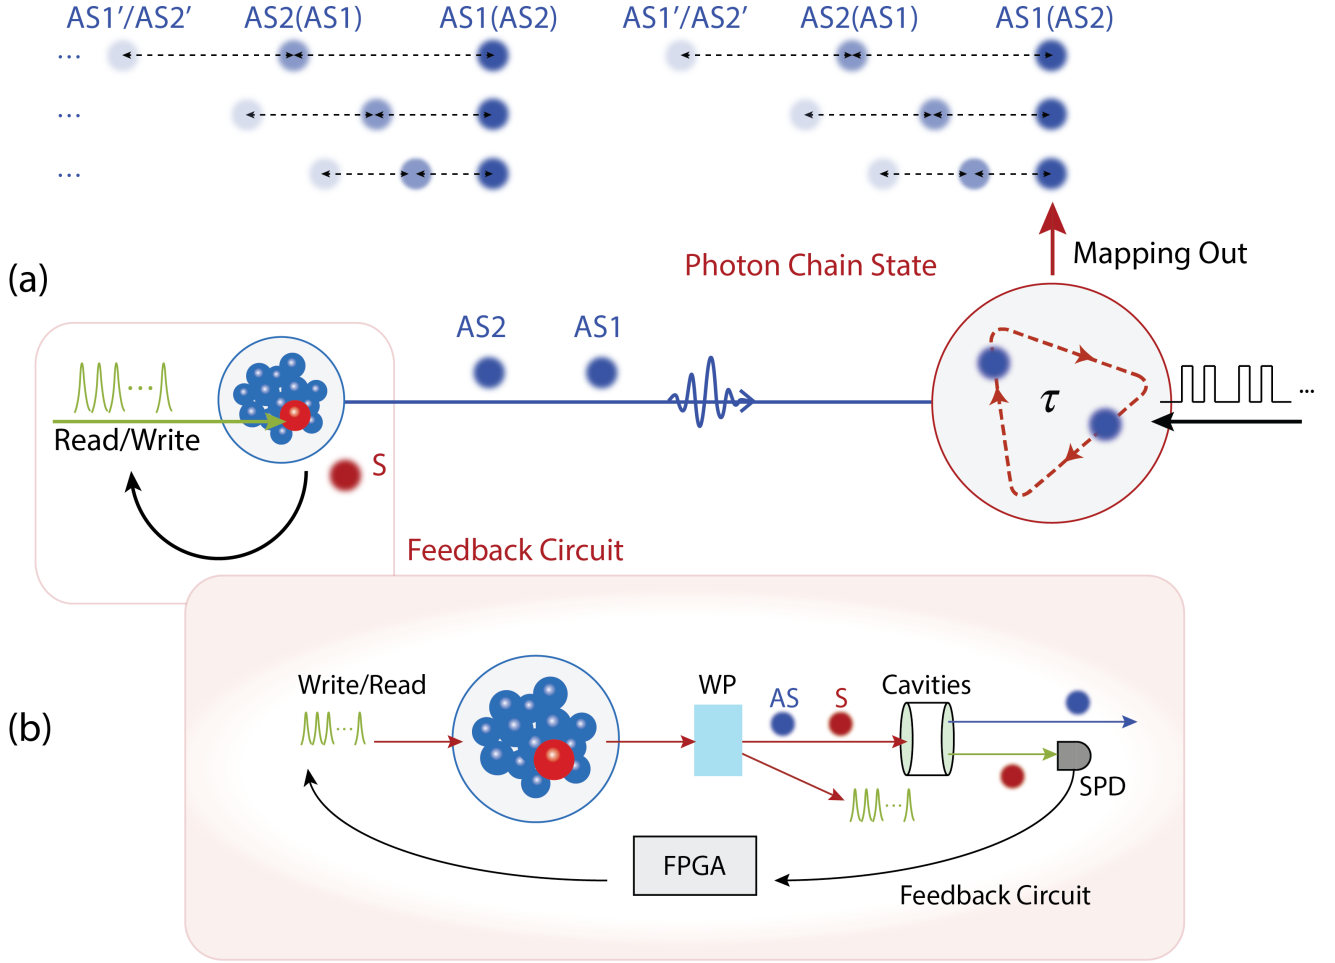 AS1′/AS2′ AS2(AS1) AS1(AS2) AS1′/AS2′ AS2(AS1) AS1(AS2)
...
...
...
(a)
Photon Chain State
Mapping Out
AS2 AS1
...
τ
...
Read/Write
S
Feedback Circuit
(b)
Write/Read
WP
AS
S
Cavities
...
SPD
...
FPGA
Feedback Circuit